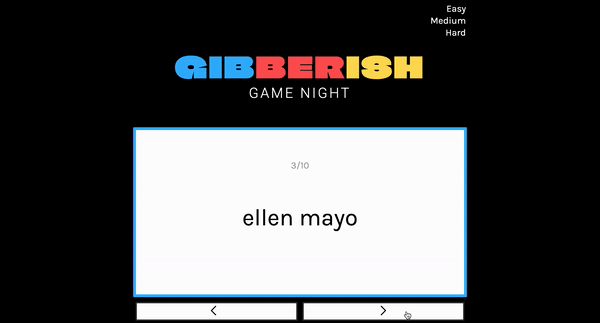 Easy
Medium
Hard
GIBBERISH
GAME NIGHT
3/10
ellen mayo